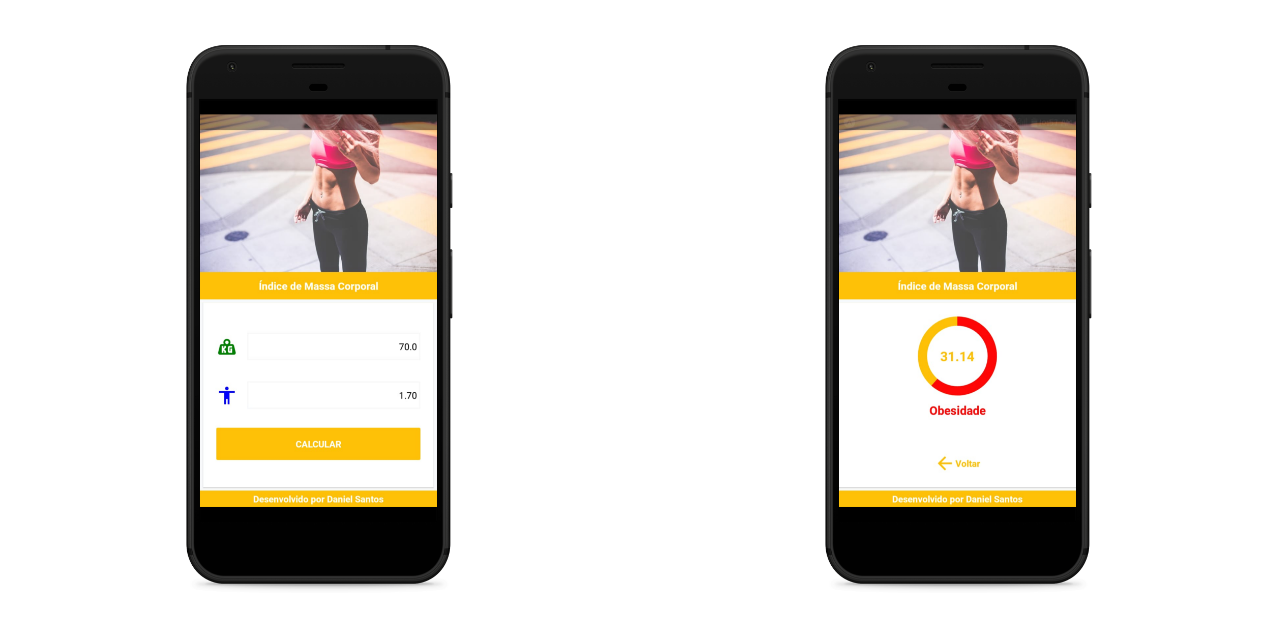 Índice de Massa Corporal
KG
70.0
1.70
CALCULAR
Desenvolvido por Daniel Santos
Índice de Massa Corporal
31.14
Obesidade
Voltar
Desenvolvido por Daniel Santos